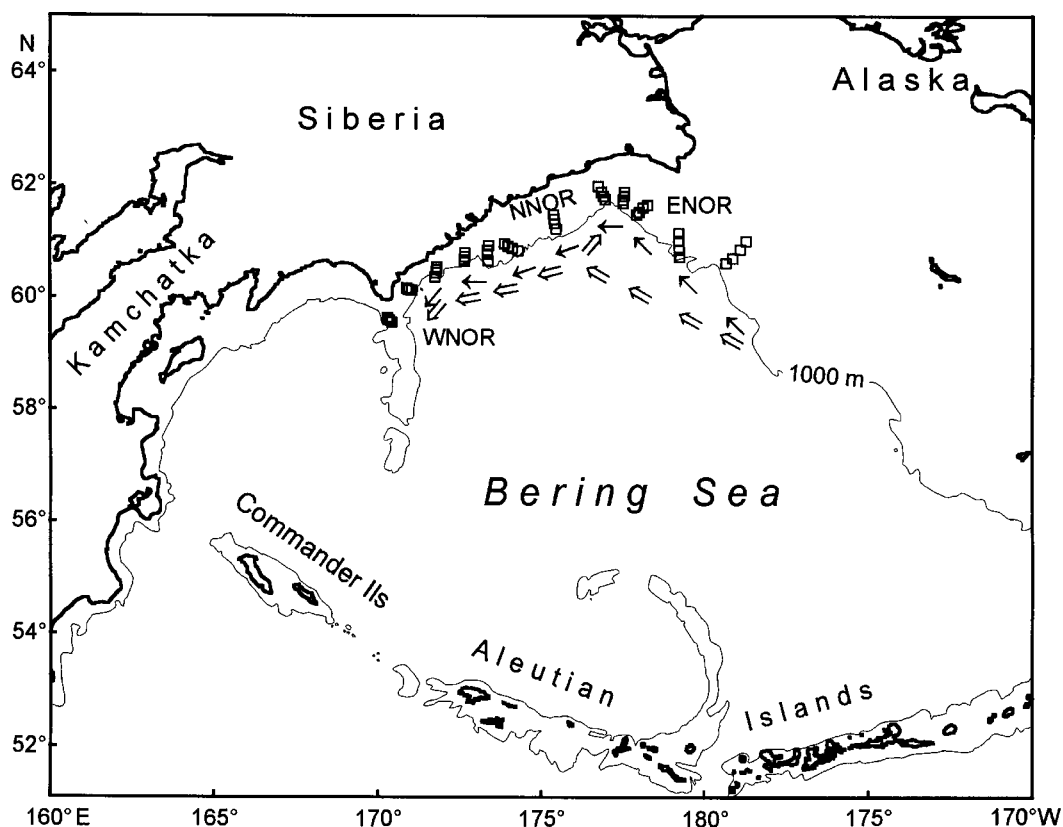 N
64°
62°
60°
58°
56°
54°
52°
Siberia
Alaska
NNOR
ENOR
Kamchatka
WNOR
1000 m
Bering Sea
Commander Ils
Aleutian
Islands
160° E 165° 170° 175° 180° 175° 170° W